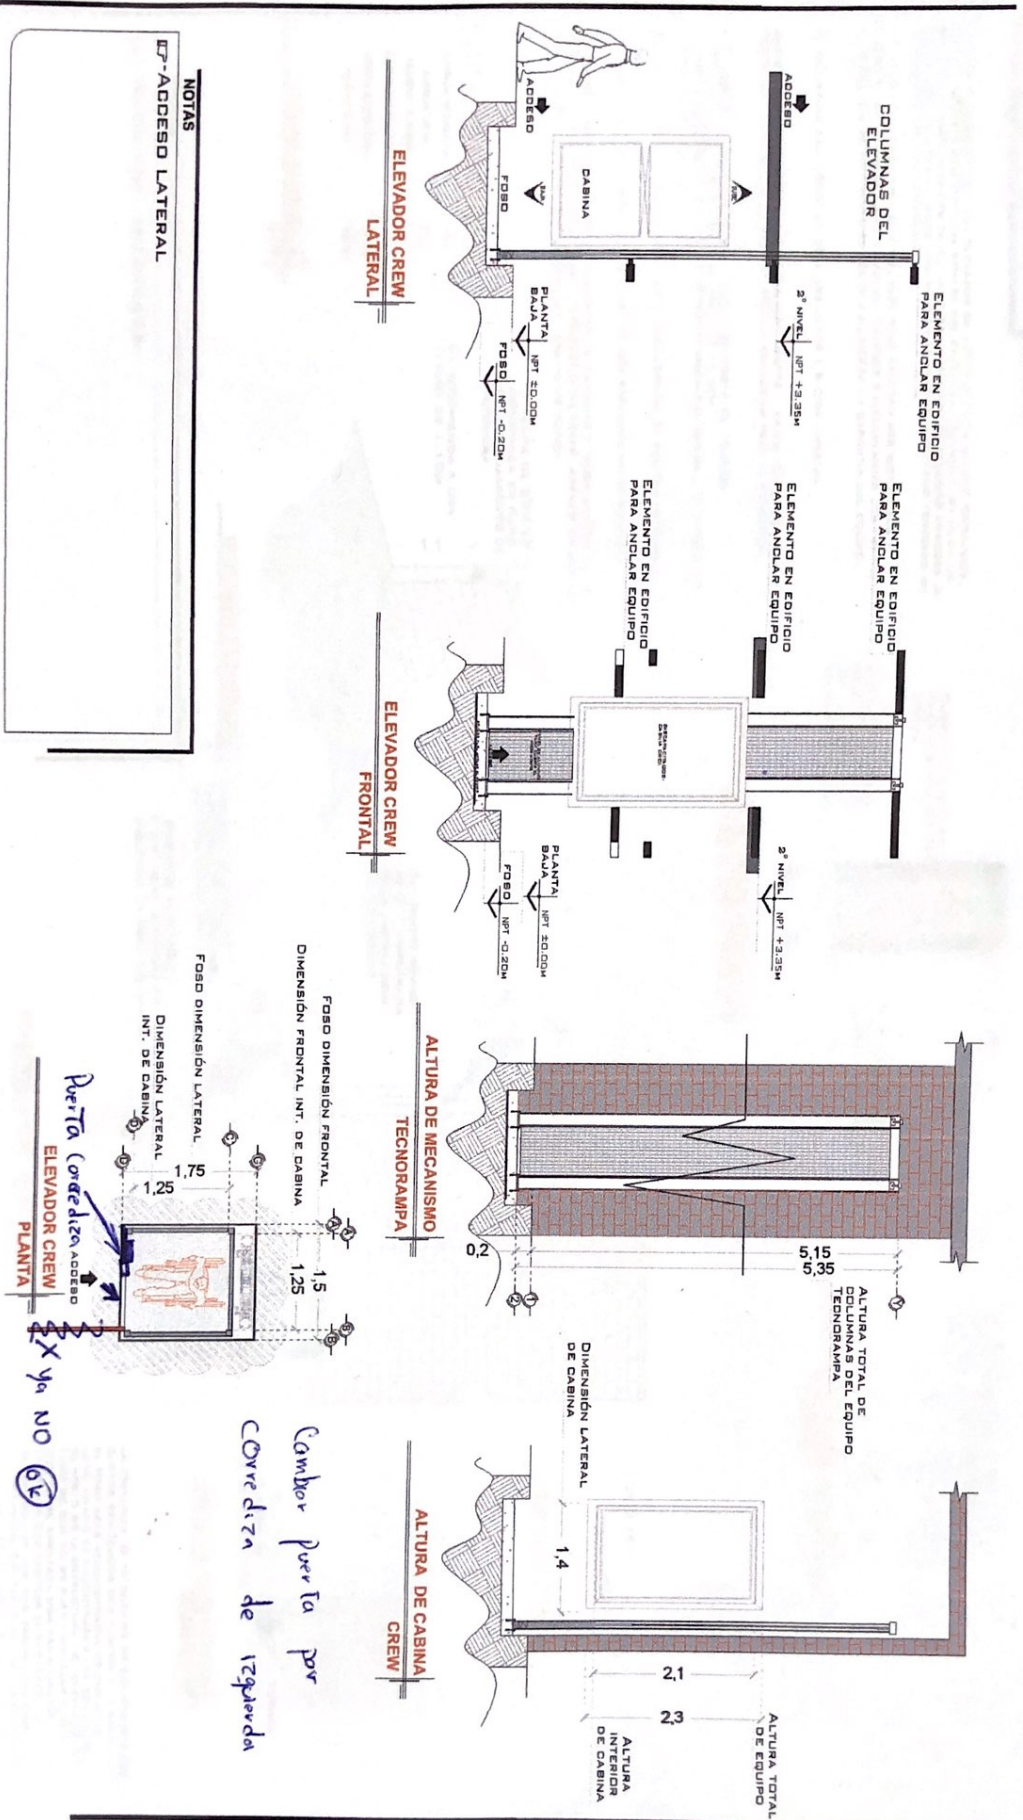 COLUMNAS DEL
ELEVADOR
ELEMENTO EN EDIFICIO
PARA ANCLAR EQUIPO
ACCESO
2° NIVEL
NPT +3.35M
SUBE
CABINA
BAJA
ACCESO
FOSO
PLANTA
BAJA
NPT ±0.00M
FOSO
NPT -0.20M
ELEVADOR CREW
LATERAL
ELEMENTO EN EDIFICIO
PARA ANCLAR EQUIPO
ELEMENTO EN EDIFICIO
PARA ANCLAR EQUIPO
ELEMENTO EN EDIFICIO
PARA ANCLAR EQUIPO
2° NIVEL
NPT +3.35M
PLANTA
BAJA
NPT ±0.00M
FOSO
NPT -0.20M
ELEVADOR CREW
FRONTAL
ALTURA TOTAL DE
COLUMNAS DEL EQUIPO
TECNORAMPA
Y
5,15
5,35
0,2
1
2
ALTURA DE MECANISMO
TECNORAMPA
DIMENSIÓN LATERAL
DE CABINA
1,4
2,1
2,3
ALTURA TOTAL
DE EQUIPO
ALTURA
INTERIOR
DE CABINA
ALTURA DE CABINA
CREW
NOTAS
-ACCESO LATERAL
FOSO DIMENSIÓN FRONTAL
DIMENSIÓN FRONTAL INT. DE CABINA
A
A
B
B
1,5
1,25
FOSO DIMENSIÓN LATERAL
DIMENSIÓN LATERAL
INT. DE CABINA
C
C
D
D
1,75
1,25
Puerta Corrediza
ACCESO
ELEVADOR CREW
PLANTA
X ya NO OK
Cambiar puerta por
corrediza de izquierda